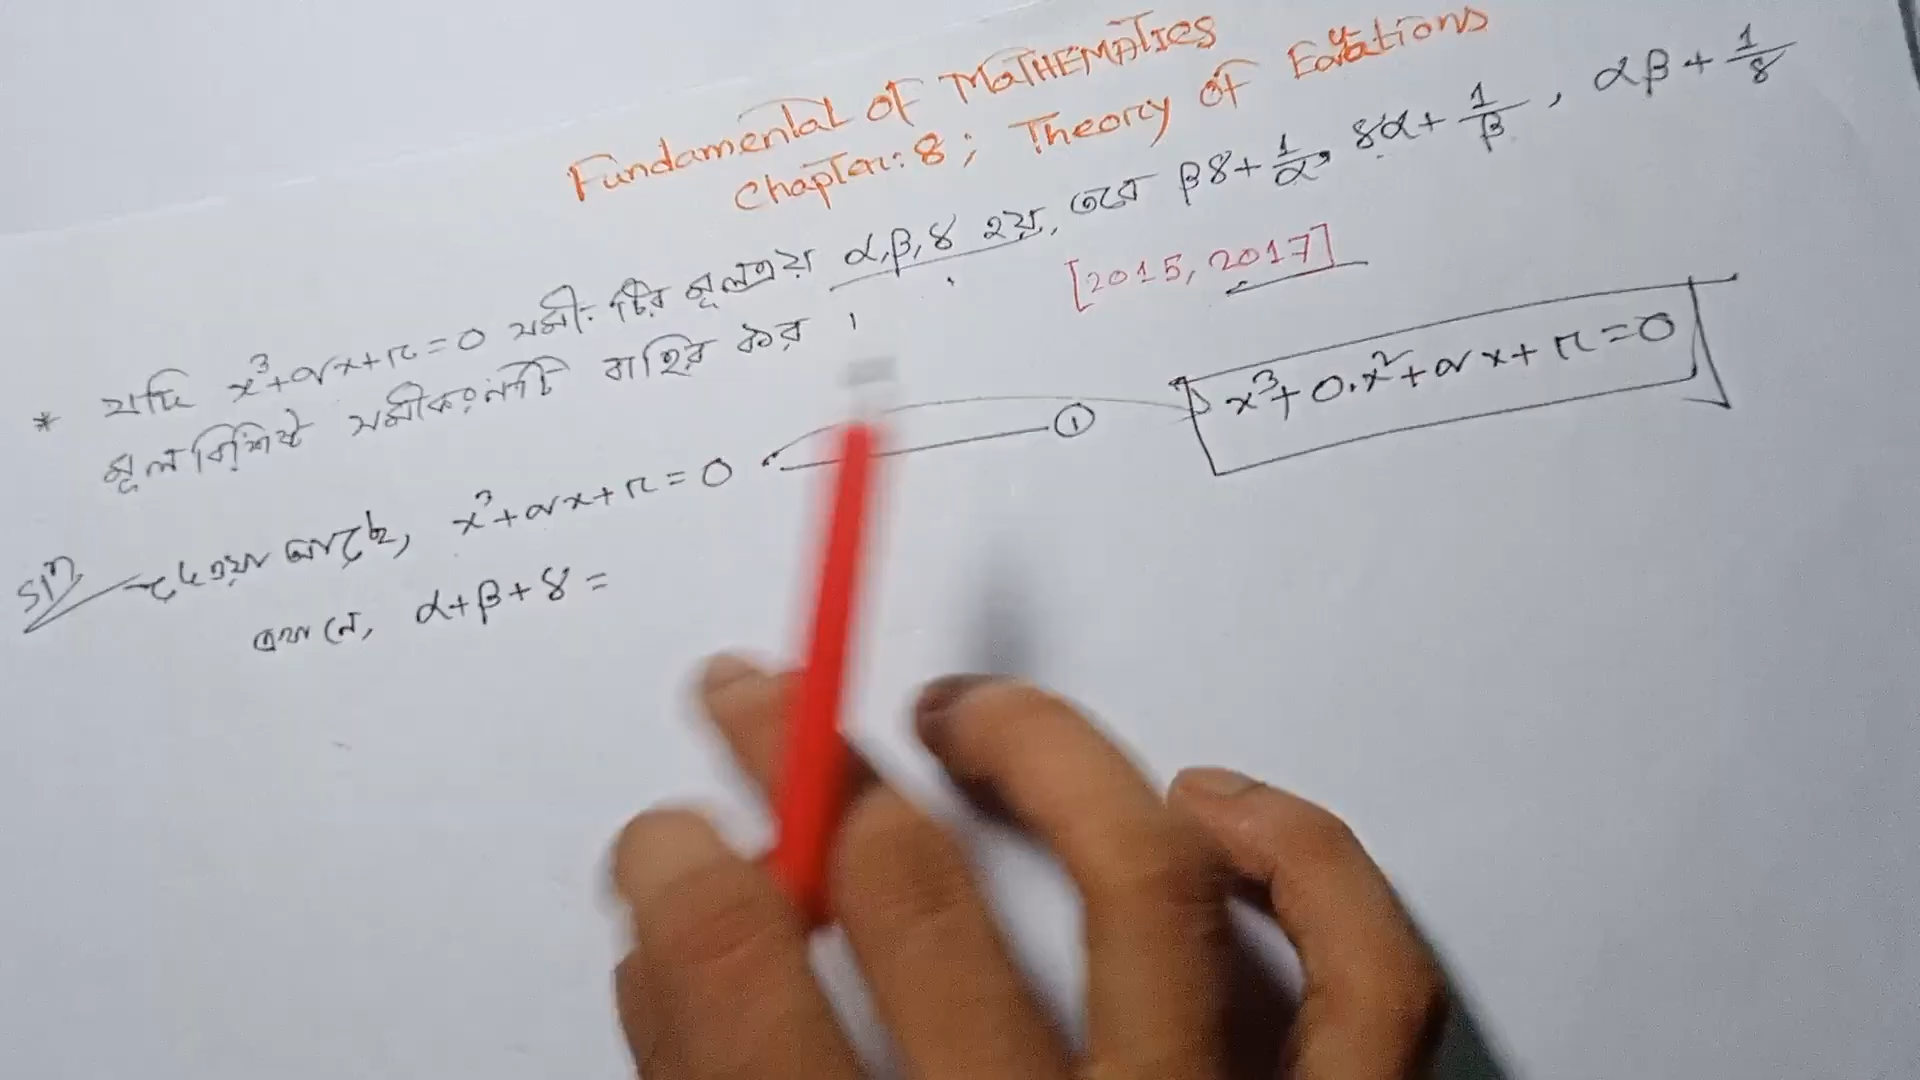 Fundamental of MATHEMATICS
Chapter: 8; Theory of Equations
* যদি x³+qx+r=0 সমী: টির মূলত্রয় α,β,γ হয়, তবে βγ+1/α, γα+1/β, αβ+1/γ
মূলবিশিষ্ট সমীকরণটি বাহির কর। [2015, 2017]
x³+0.x²+qx+r=0
Slⁿ দেওয়া আছে, x³+qx+r=0 ①
এখানে, α+β+γ=